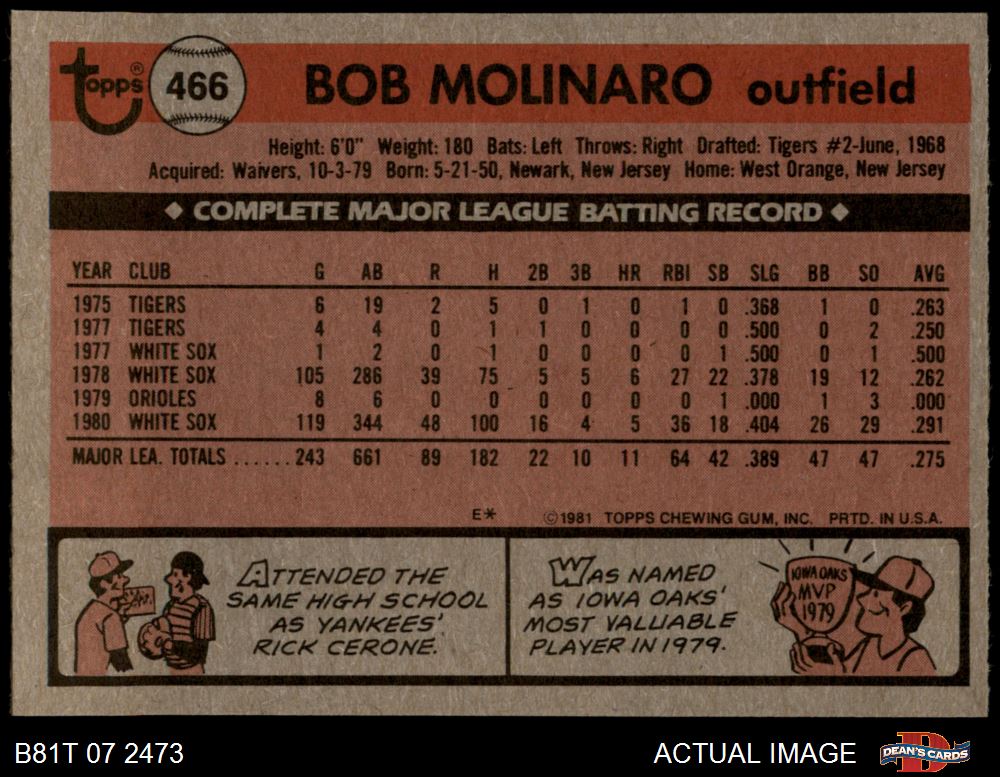 Topps®
466
BOB MOLINARO outfield
Height: 6'0" Weight: 180 Bats: Left Throws: Right Drafted: Tigers #2-June, 1968
Acquired: Waivers, 10-3-79 Born: 5-21-50, Newark, New Jersey Home: West Orange, New Jersey
◆ COMPLETE MAJOR LEAGUE BATTING RECORD ◆
YEAR CLUB G AB R H 2B 3B HR RBI SB SLG BB SO AVG
1975 TIGERS 6 19 2 5 0 1 0 1 0 .368 1 0 .263
1977 TIGERS 4 4 0 1 1 0 0 0 0 .500 0 2 .250
1977 WHITE SOX 1 2 0 1 0 0 0 0 1 .500 0 1 .500
1978 WHITE SOX 105 286 39 75 5 5 6 27 22 .378 19 12 .262
1979 ORIOLES 8 6 0 0 0 0 0 0 1 .000 1 3 .000
1980 WHITE SOX 119 344 48 100 16 4 5 36 18 .404 26 29 .291
MAJOR LEA. TOTALS ......243 661 89 182 22 10 11 64 42 .389 47 47 .275
E* ©1981 TOPPS CHEWING GUM, INC. PRTD. IN U.S.A.
ATTENDED THE
SAME HIGH SCHOOL
AS YANKEES'
RICK CERONE.
WAS NAMED
AS IOWA OAKS'
MOST VALUABLE
PLAYER IN 1979.
IOWA OAKS
MVP
1979
B81T 07 2473
ACTUAL IMAGE
DEAN'S CARDS